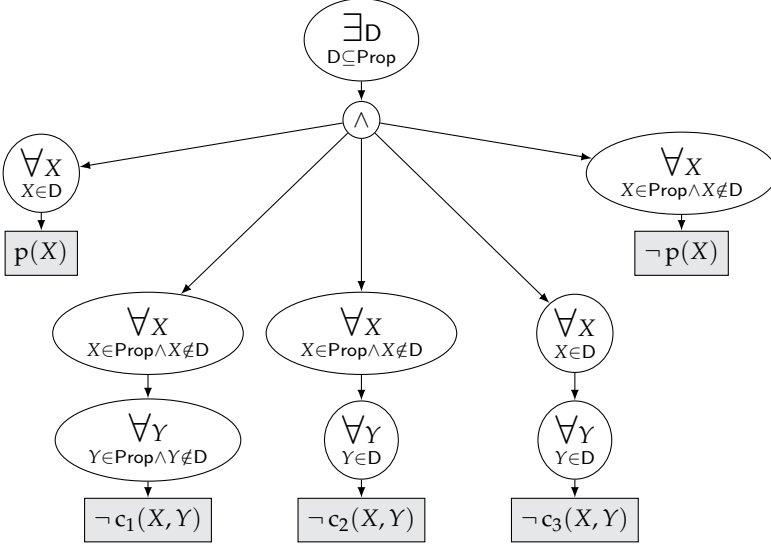 ∃D
D⊆Prop
∧
∀X
X∈D
∀X
X∈Prop∧X∉D
p(X)
¬ p(X)
∀X
X∈Prop∧X∉D
∀X
X∈Prop∧X∉D
∀X
X∈D
∀Y
Y∈Prop∧Y∉D
∀Y
Y∈D
∀Y
Y∈D
¬ c₁(X, Y)
¬ c₂(X, Y)
¬ c₃(X, Y)